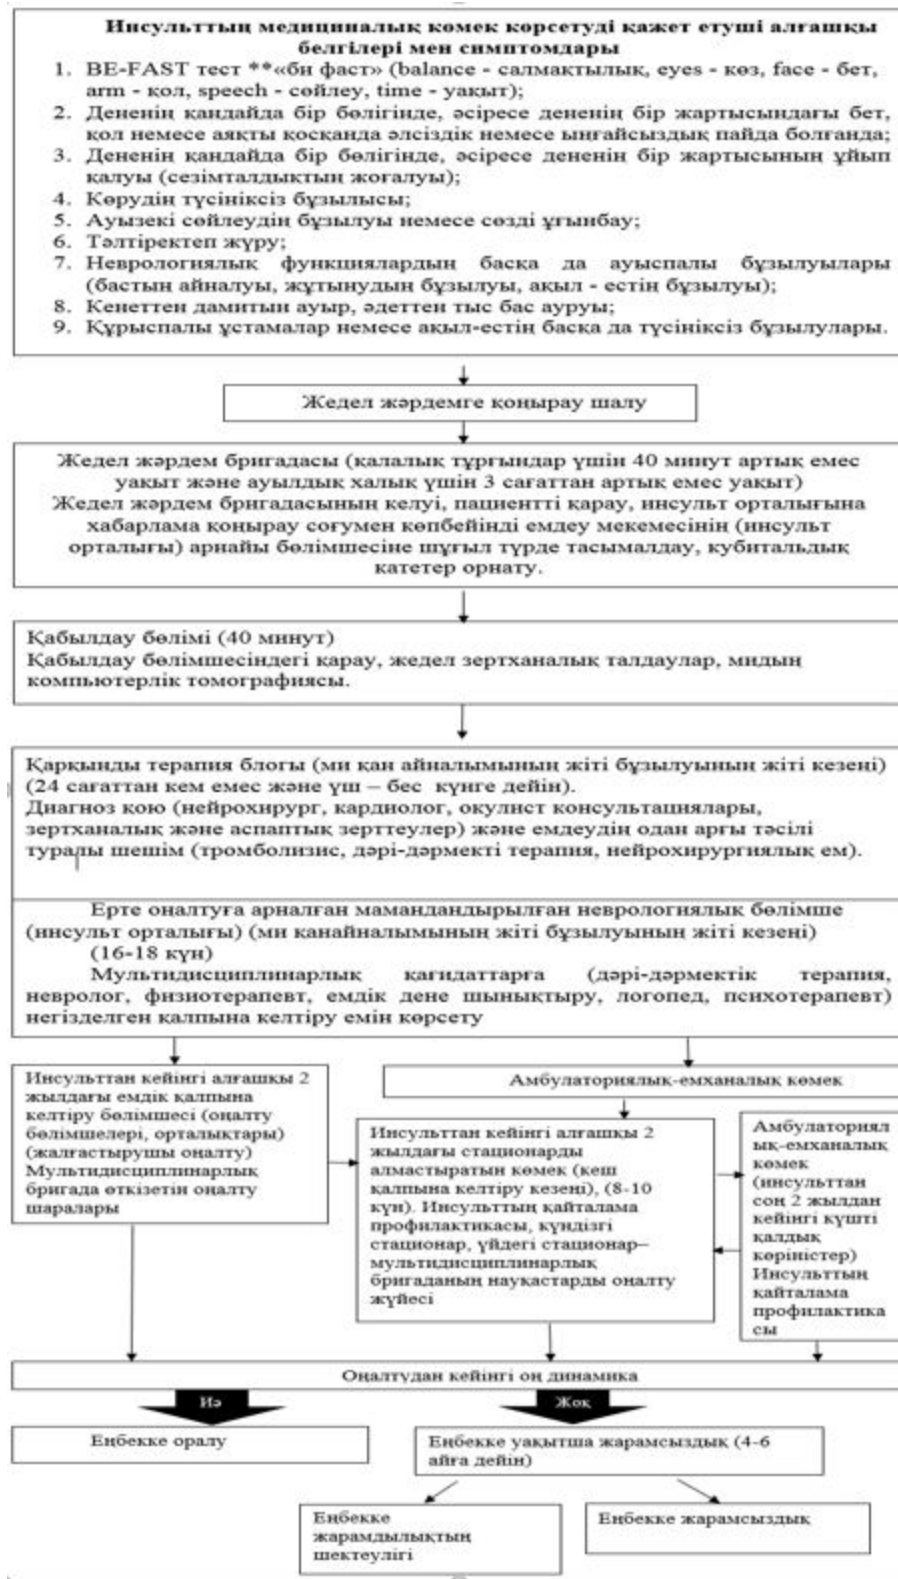 Инсульттың медициналық көмек көрсетуді қажет етуші алғашқы
белгілері мен симптомдары
1. BE-FAST тест **«би фаст» (balance - салмақтылық, eyes - көз, face - бет,
arm - қол, speech - сөйлеу, time - уақыт);
2. Дененің қандайда бір бөлігінде, әсіресе дененің бір жартысындағы бет,
қол немесе аяқты қосқанда әлсіздік немесе ынғайсыздық пайда болғанда;
3. Дененің қандайда бір бөлігінде, әсіресе дененің бір жартысының ұйып
қалуы (сезімталдықтың жоғалуы);
4. Көрудің түсініксіз бұзылысы;
5. Ауызекі сөйлеудің бұзылуы немесе сөзді ұғынбау;
6. Тәлтіректеп жүру;
7. Неврологиялық функциялардың басқа да ауыспалы бұзылуылары
(бастың айналуы, жұтынудың бұзылуы, ақыл - естің бұзылуы);
8. Кенеттен дамитын ауыр, әдеттен тыс бас ауруы;
9. Құрыспалы ұстамалар немесе ақыл-естің басқа да түсініксіз бұзылулары.
Жедел жәрдемге қоңырау шалу
Жедел жәрдем бригадасы (қалалық тұрғындар үшін 40 минут артық емес
уақыт және ауылдық халық үшін 3 сағаттан артық емес уақыт)
Жедел жәрдем бригадасының келуі, пациентті қарау, инсульт орталығына
хабарлама қоңырау соғумен көпбейінді емдеу мекемесінің (инсульт
орталығы) арнайы бөлімшесіне шұғыл түрде тасымалдау, кубитальдық
катетер орнату.
Қабылдау бөлімі (40 минут)
Қабылдау бөлімшесіндегі қарау, жедел зертханалық талдаулар, мидың
компьютерлік томографиясы.
Қарқынды терапия блогы (ми қан айналымының жіті бұзылуының жіті кезеңі)
(24 сағаттан кем емес және үш – бес күнге дейін).
Диагноз қою (нейрохирург, кардиолог, окулист консультациялары,
зертханалық және аспаптық зерттеулер) және емдеудің одан арғы тәсілі
туралы шешім (тромболизис, дәрі-дәрмекті терапия, нейрохирургиялық ем).
Ерте оңалтуға арналған мамандандырылған неврологиялық бөлімше
(инсульт орталығы) (ми қанайналымының жіті бұзылуының жіті кезеңі)
(16-18 күн)
Мультидисциплинарлық қағидаттарға (дәрі-дәрмектік терапия,
невролог, физиотерапевт, емдік дене шынықтыру, логопед, психотерапевт)
негізделген қалпына келтіру емін көрсету
Инсульттан кейінгі алғашқы 2
жылдағы емдік қалпына
келтіру бөлімшесі (оңалту
бөлімшелері, орталықтары)
(жалғастырушы оңалту)
Мультидисциплинарлық
бригада өткізетін оңалту
шаралары
Амбулаториялық-емханалық көмек
Инсульттан кейінгі алғашқы 2
жылдағы стационарды
алмастыратын көмек (кеш
қалпына келтіру кезеңі), (8-10
күн). Инсульттың қайталама
профилактикасы, күндізгі
стационар, үйдегі стационар–
мультидисциплинарлық
бригаданың науқастарды оңалту
жүйесі
Амбулаториял
ық-емханалық
көмек
(инсульттан
соң 2 жылдан
кейінгі күшті
қалдық
көріністер)
Инсульттың
қайталама
профилактика
сы
Оңалтудан кейінгі оң динамика
Иә
Жоқ
Еңбекке оралу
Еңбекке уақытша жарамсыздық (4-6
айға дейін)
Еңбекке
жарамдылықтың
шектеулігі
Еңбекке жарамсыздық